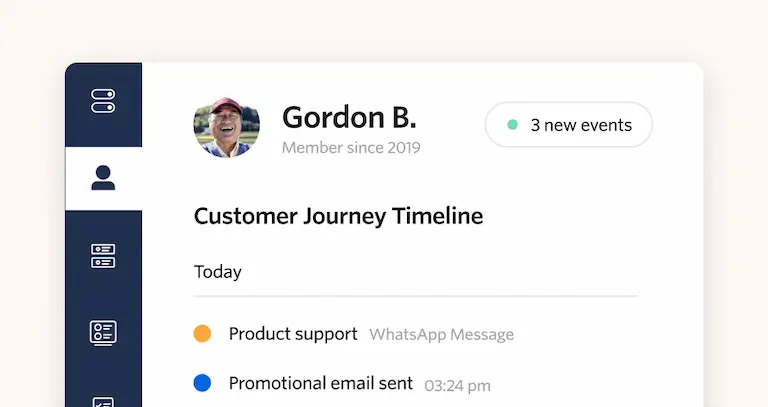 Gordon B.
Member since 2019
3 new events
Customer Journey Timeline
Today
Product support WhatsApp Message
Promotional email sent 03:24 pm